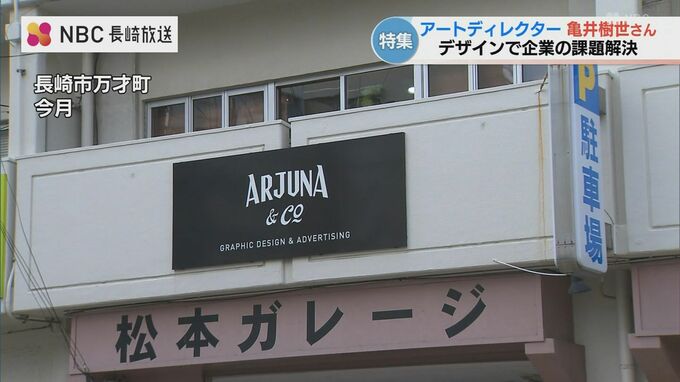 NBC 長崎放送
特集
アートディレクター 亀井樹世さん
デザインで企業の課題解決
長崎市万才町
今月
P
駐車場
ARJUNA
& CO
GRAPHIC DESIGN & ADVERTISING
松本ガレージ